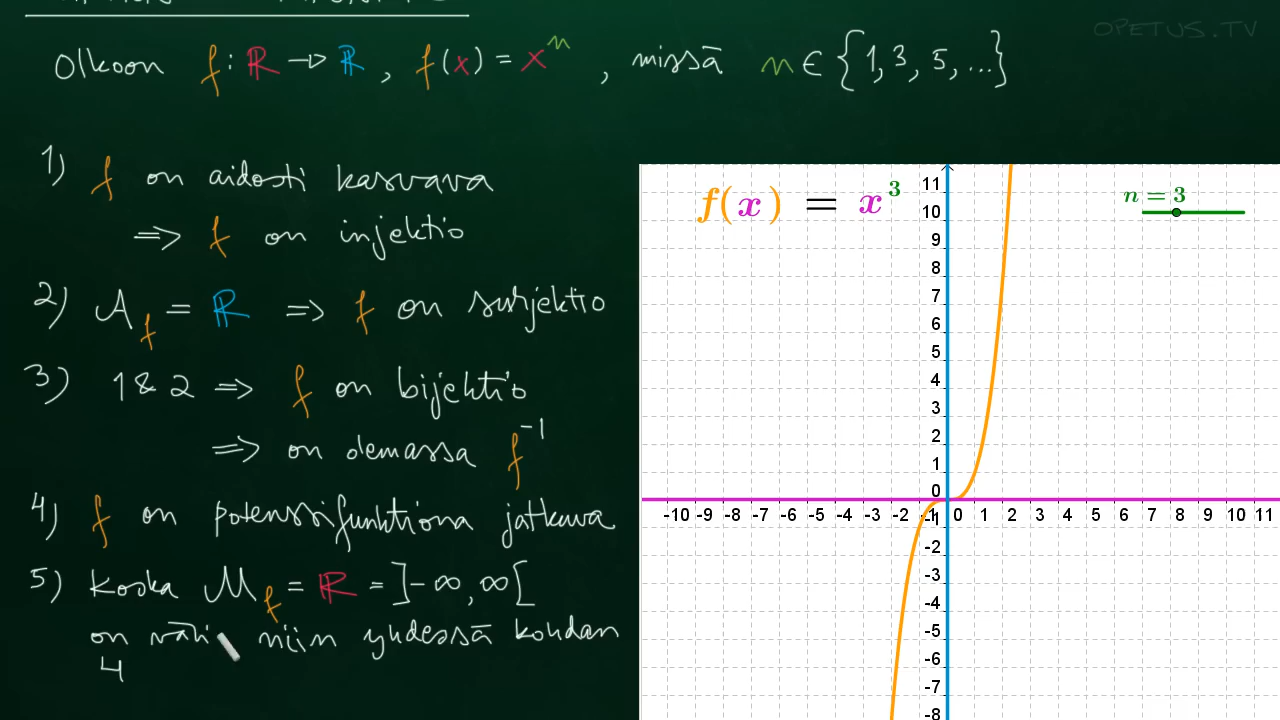 OPETUS.TV
Olkoon f: ℝ → ℝ, f(x) = xⁿ, missä n ∈ {1, 3, 5, ...}
1) f on aidosti kasvava
⇒ f on injektio
2) A_f = ℝ ⇒ f on surjektio
3) 1 & 2 ⇒ f on bijektio
⇒ on olemassa f⁻¹
4) f on potenssifunktiona jatkuva
5) Koska M_f = ℝ = ]-∞, ∞[
on väli, niin yhdessä kohdan
4
f(x) = x³
n = 3
11
10
9
8
7
6
5
4
3
2
1
0
-10 -9 -8 -7 -6 -5 -4 -3 -2 -1 0 1 2 3 4 5 6 7 8 9 10 11
-1
-2
-3
-4
-5
-6
-7
-8